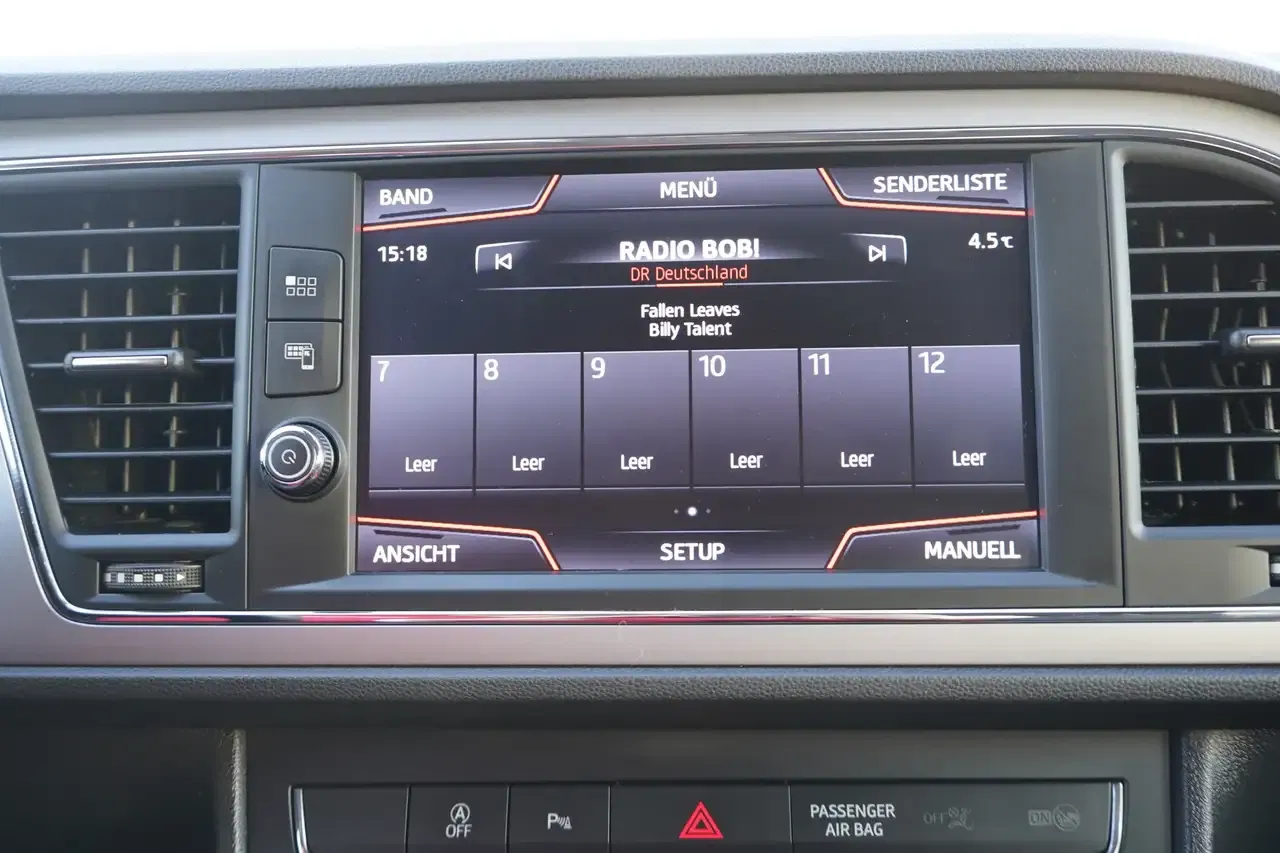 BAND
MENÜ
SENDERLISTE
15:18
RADIO BOB!
4.5℃
DR Deutschland
Fallen Leaves
Billy Talent
7
8
9
10
11
12
Leer
Leer
Leer
Leer
Leer
Leer
ANSICHT
SETUP
MANUELL
A
OFF
P
PASSENGER
AIR BAG
OFF
ON